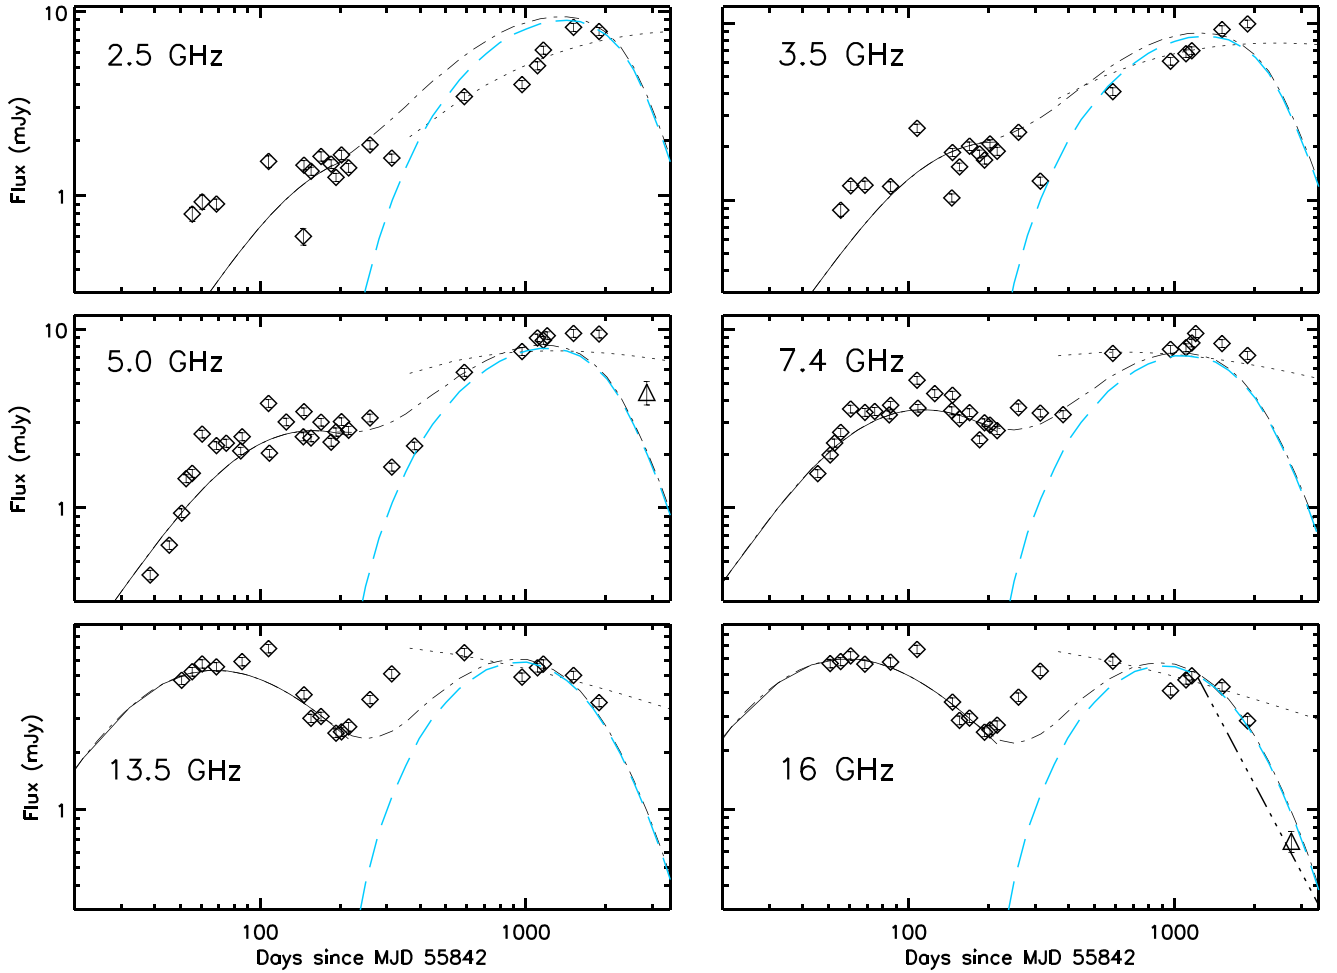 10
1
Flux (mJy)
2.5 GHz
3.5 GHz
10
1
Flux (mJy)
5.0 GHz
7.4 GHz
1
Flux (mJy)
13.5 GHz
16 GHz
100 1000
Days since MJD 55842
100 1000
Days since MJD 55842